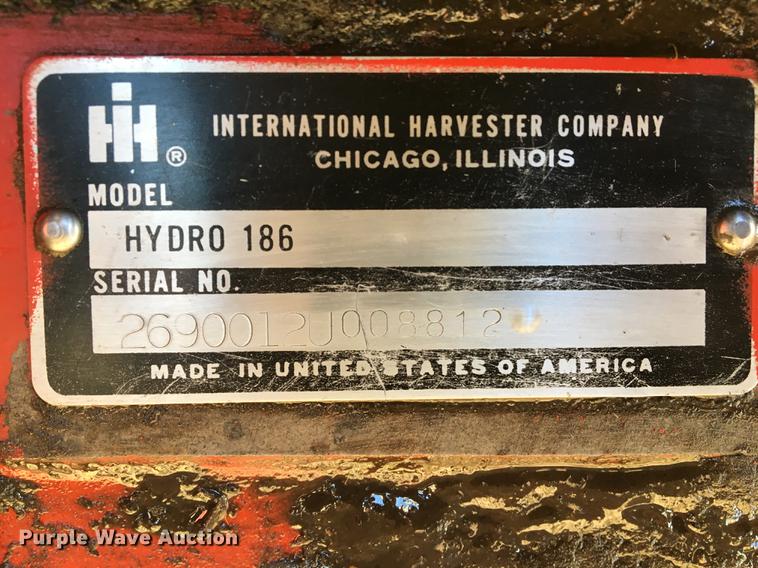 IH®
INTERNATIONAL HARVESTER COMPANY
CHICAGO, ILLINOIS
MODEL
HYDRO 186
SERIAL NO.
2690012U008812
MADE IN UNITED STATES OF AMERICA
Purple Wave Auction